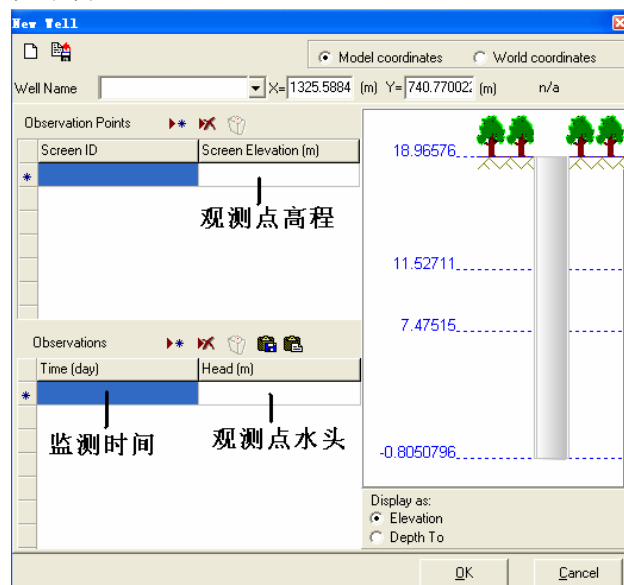 New Well
Model coordinates World coordinates
Well Name X= 1325.5884 (m) Y= 740.770022 (m) n/a
Observation Points
Screen ID Screen Elevation (m)
观测点高程
18.96576
11.52711
7.47515
-0.8050796
Observations
Time (day) Head (m)
监测时间 观测点水头
Display as:
Elevation
Depth To
OK Cancel